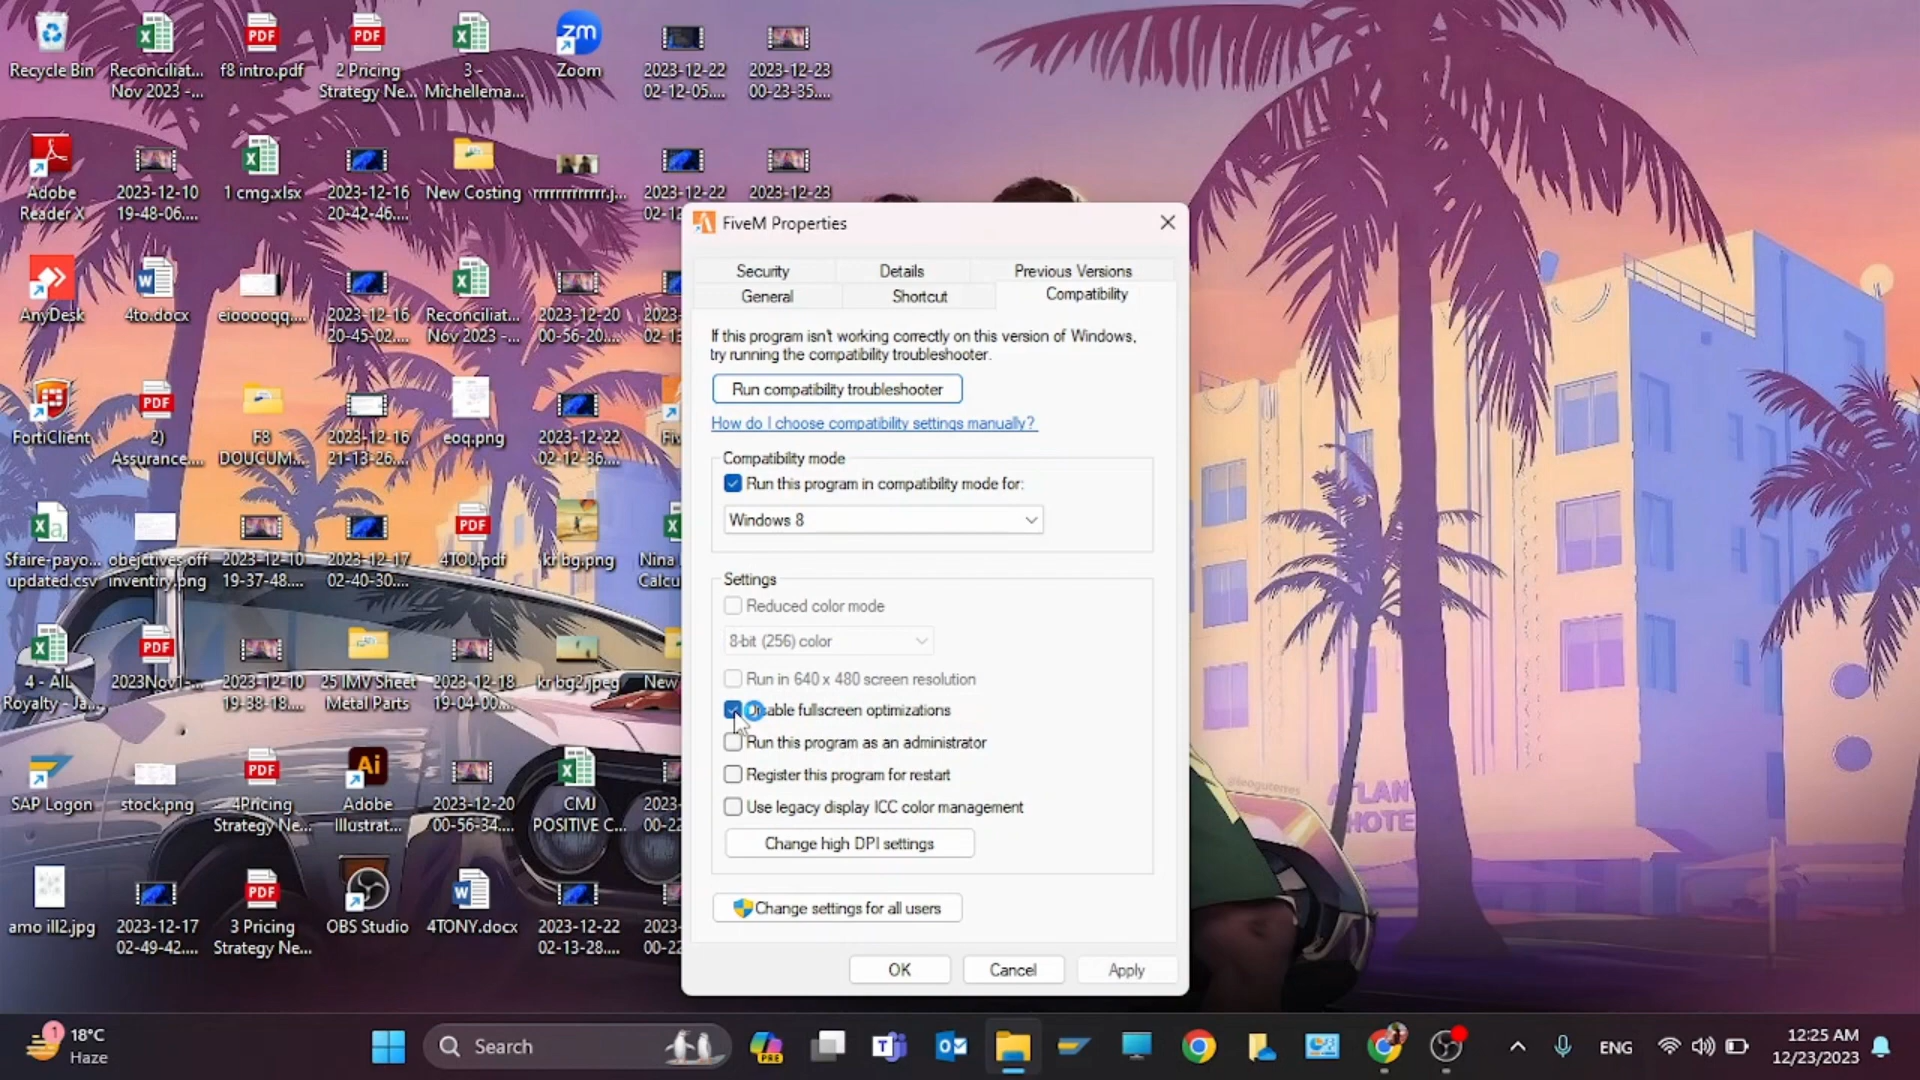 Recycle Bin
Reconciliat...
Nov 2023 -...
PDF
f8 intro.pdf
PDF
2 Pricing
Strategy Ne...
3 -
Michellema...
zm
Zoom
2023-12-22
02-12-05....
2023-12-23
00-23-35....
Adobe
Reader X
2023-12-10
19-48-06....
1 cmg.xlsx
2023-12-16
20-42-46....
New Costing
2023-12-22
02-12
2023-12-23
AnyDesk
4to.docx
2023-12-16
20-45-02....
Reconciliat...
Nov 2023 -...
2023-12-20
00-56-20....
2023-
02-1
FortiClient
PDF
2)
Assurance....
F8
DOUCUM...
2023-12-16
21-13-26....
eoq.png
2023-12-22
02-12-36....
Fiv
Sfaire-payo...
updated.csv
obejctives off
inventiry.png
2023-12-10
19-37-48....
2023-12-17
02-40-30....
PDF
4TO0.pdf
kr bg.png
Nina
Calcu
4 - AIL
Royalty - Ja...
PDF
2023Nov1-...
2023-12-10
19-38-18....
25 IMV Sheet
Metal Parts
2023-12-18
19-04-00....
kr bg2.jpeg
New
SAP Logon
stock.png
PDF
4Pricing
Strategy Ne...
Ai
Adobe
Illustrat...
2023-12-20
00-56-34....
CMJ
POSITIVE C...
2023-
00-22
amo ill2.jpg
2023-12-17
02-49-42....
PDF
3 Pricing
Strategy Ne...
OBS Studio
4TONY.docx
2023-12-22
02-13-28....
2023-
00-22
FiveM Properties
Security
Details
Previous Versions
General
Shortcut
Compatibility
If this program isn't working correctly on this version of Windows,
try running the compatibility troubleshooter.
Run compatibility troubleshooter
How do I choose compatibility settings manually?
Compatibility mode
Run this program in compatibility mode for:
Windows 8
Settings
Reduced color mode
8-bit (256) color
Run in 640 x 480 screen resolution
Disable fullscreen optimizations
Run this program as an administrator
Register this program for restart
Use legacy display ICC color management
Change high DPI settings
Change settings for all users
OK
Cancel
Apply
ATLAN
HOTE
1
18°C
Haze
Search
PRE
ENG
12:25 AM
12/23/2023